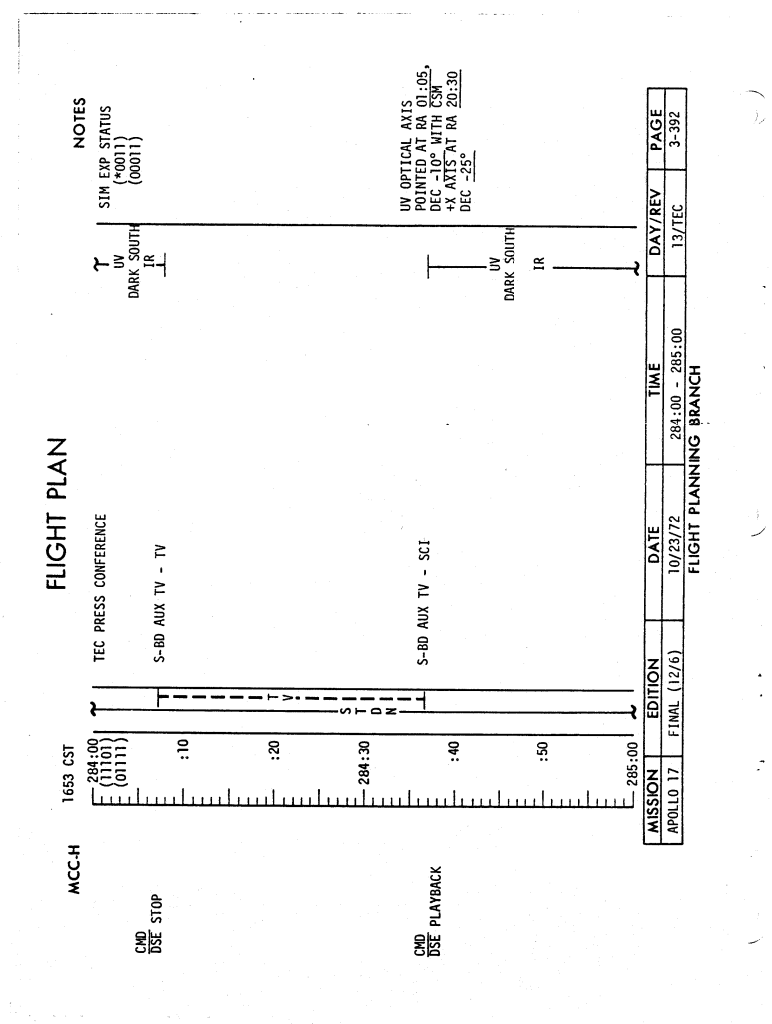 FLIGHT PLAN
MCC-H
1653 CST
NOTES
284:00
(11101)
(01111)
TEC PRESS CONFERENCE
UV
DARK SOUTH
IR
SIM EXP STATUS
(*0011)
(00011)
CMD
DSE STOP
:10
S-BD AUX TV - TV
:20
TV
284:30
STDN
CMD
DSE PLAYBACK
:40
S-BD AUX TV - SCI
UV OPTICAL AXIS
POINTED AT RA 01:05,
DEC -10° WITH CSM
+X AXIS AT RA 20:30
DEC -25°
UV
DARK SOUTH
IR
:50
285:00
MISSION EDITION DATE TIME DAY/REV PAGE
APOLLO 17 FINAL (12/6) 10/23/72 284:00 - 285:00 13/TEC 3-392
FLIGHT PLANNING BRANCH